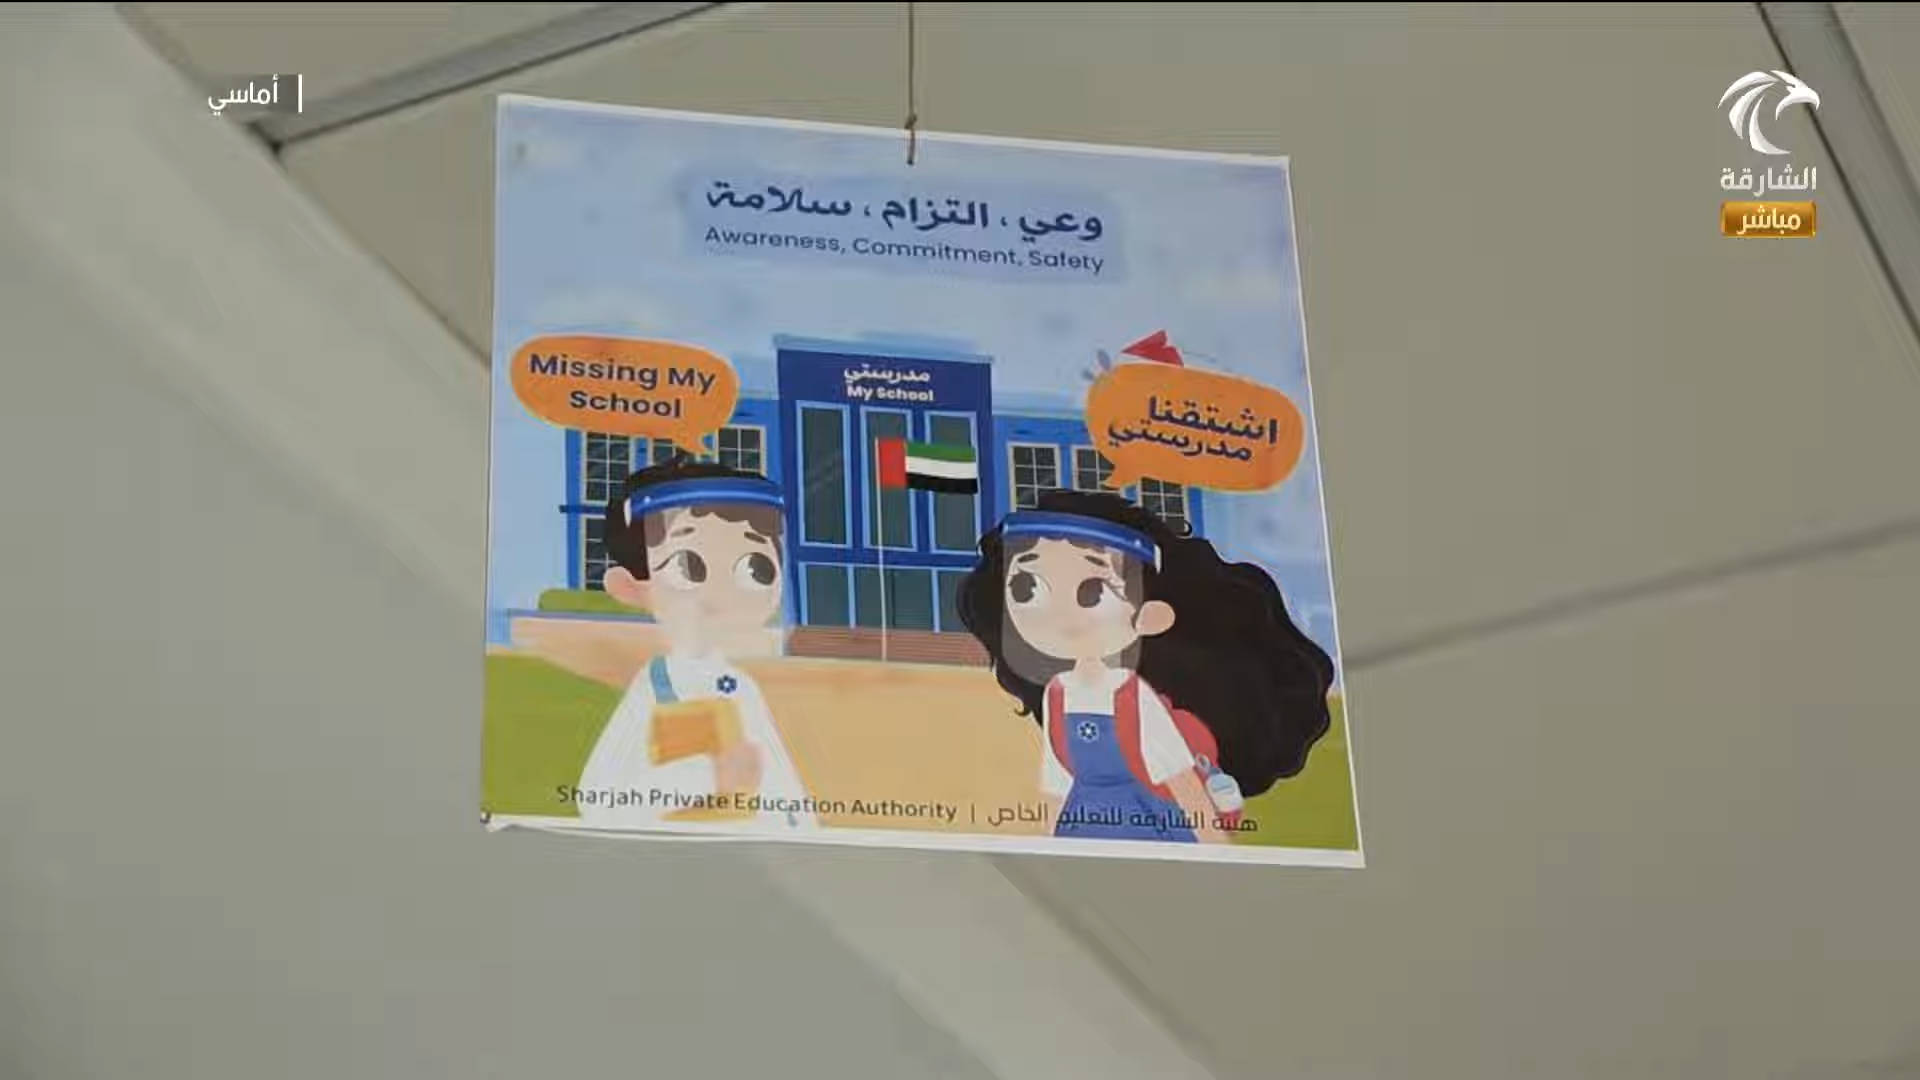 أماسي
الشارقة
مباشر
وعي ، التزام ، سلامة
Awareness, Commitment, Safety
Missing My
School
مدرستي
My School
اشتقنا
مدرستي
Sharjah Private Education Authority | هيئة الشارقة للتعليم الخاص